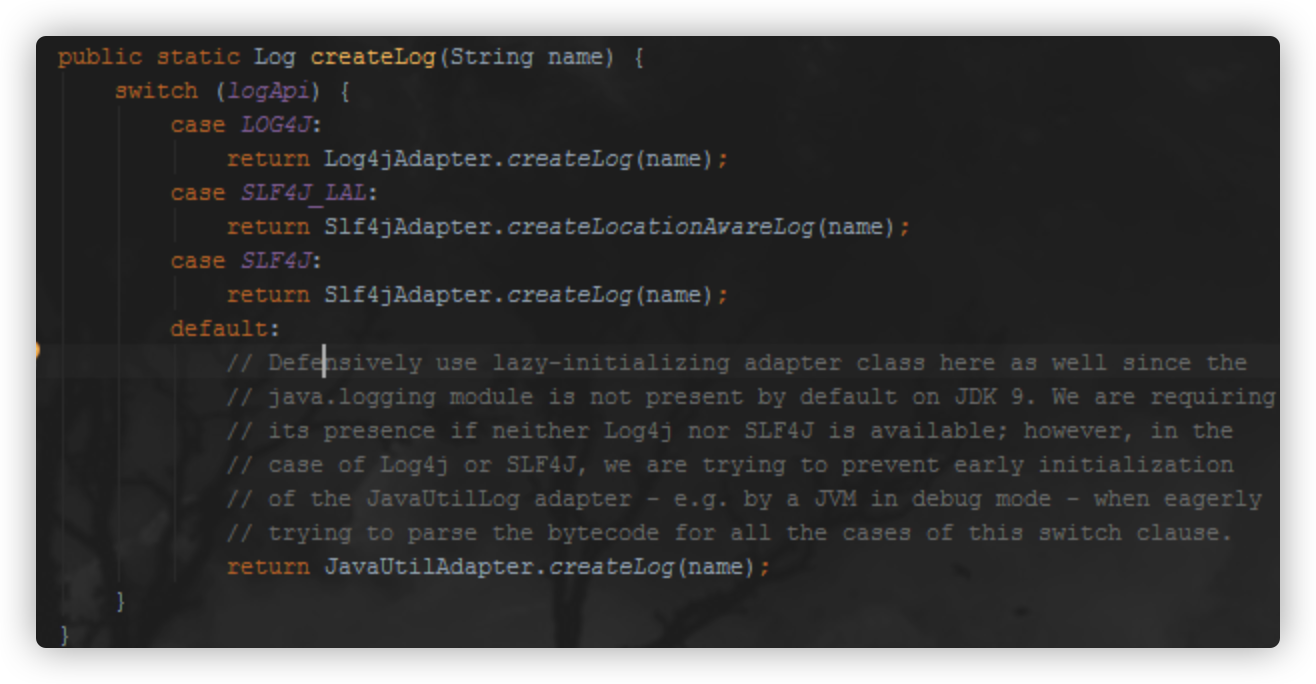 public static Log createLog(String name) {
switch (logApi) {
case LOG4J:
return Log4jAdapter.createLog(name);
case SLF4J_LAL:
return Slf4jAdapter.createLocationAwareLog(name);
case SLF4J:
return Slf4jAdapter.createLog(name);
default:
// Defensively use lazy-initializing adapter class here as well since the
// java.logging module is not present by default on JDK 9. We are requiring
// its presence if neither Log4j nor SLF4J is available; however, in the
// case of Log4j or SLF4J, we are trying to prevent early initialization
// of the JavaUtilLog adapter - e.g. by a JVM in debug mode - when eagerly
// trying to parse the bytecode for all the cases of this switch clause.
return JavaUtilAdapter.createLog(name);
}
}